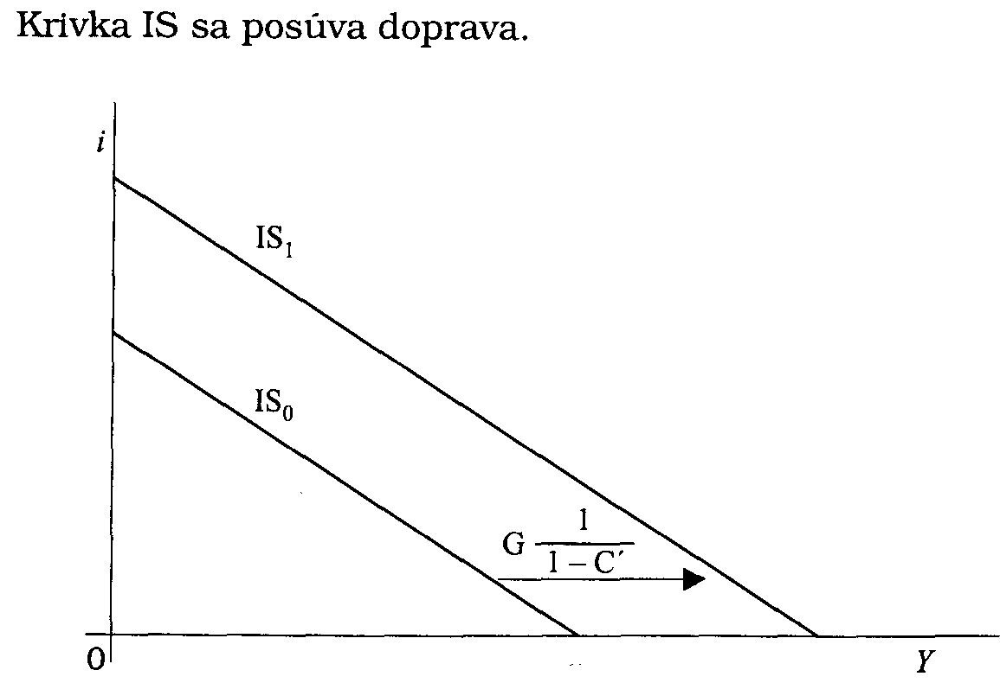 Krivka IS sa posúva doprava.
i
IS₁
IS₀
G 1
1 – C′
0
Y